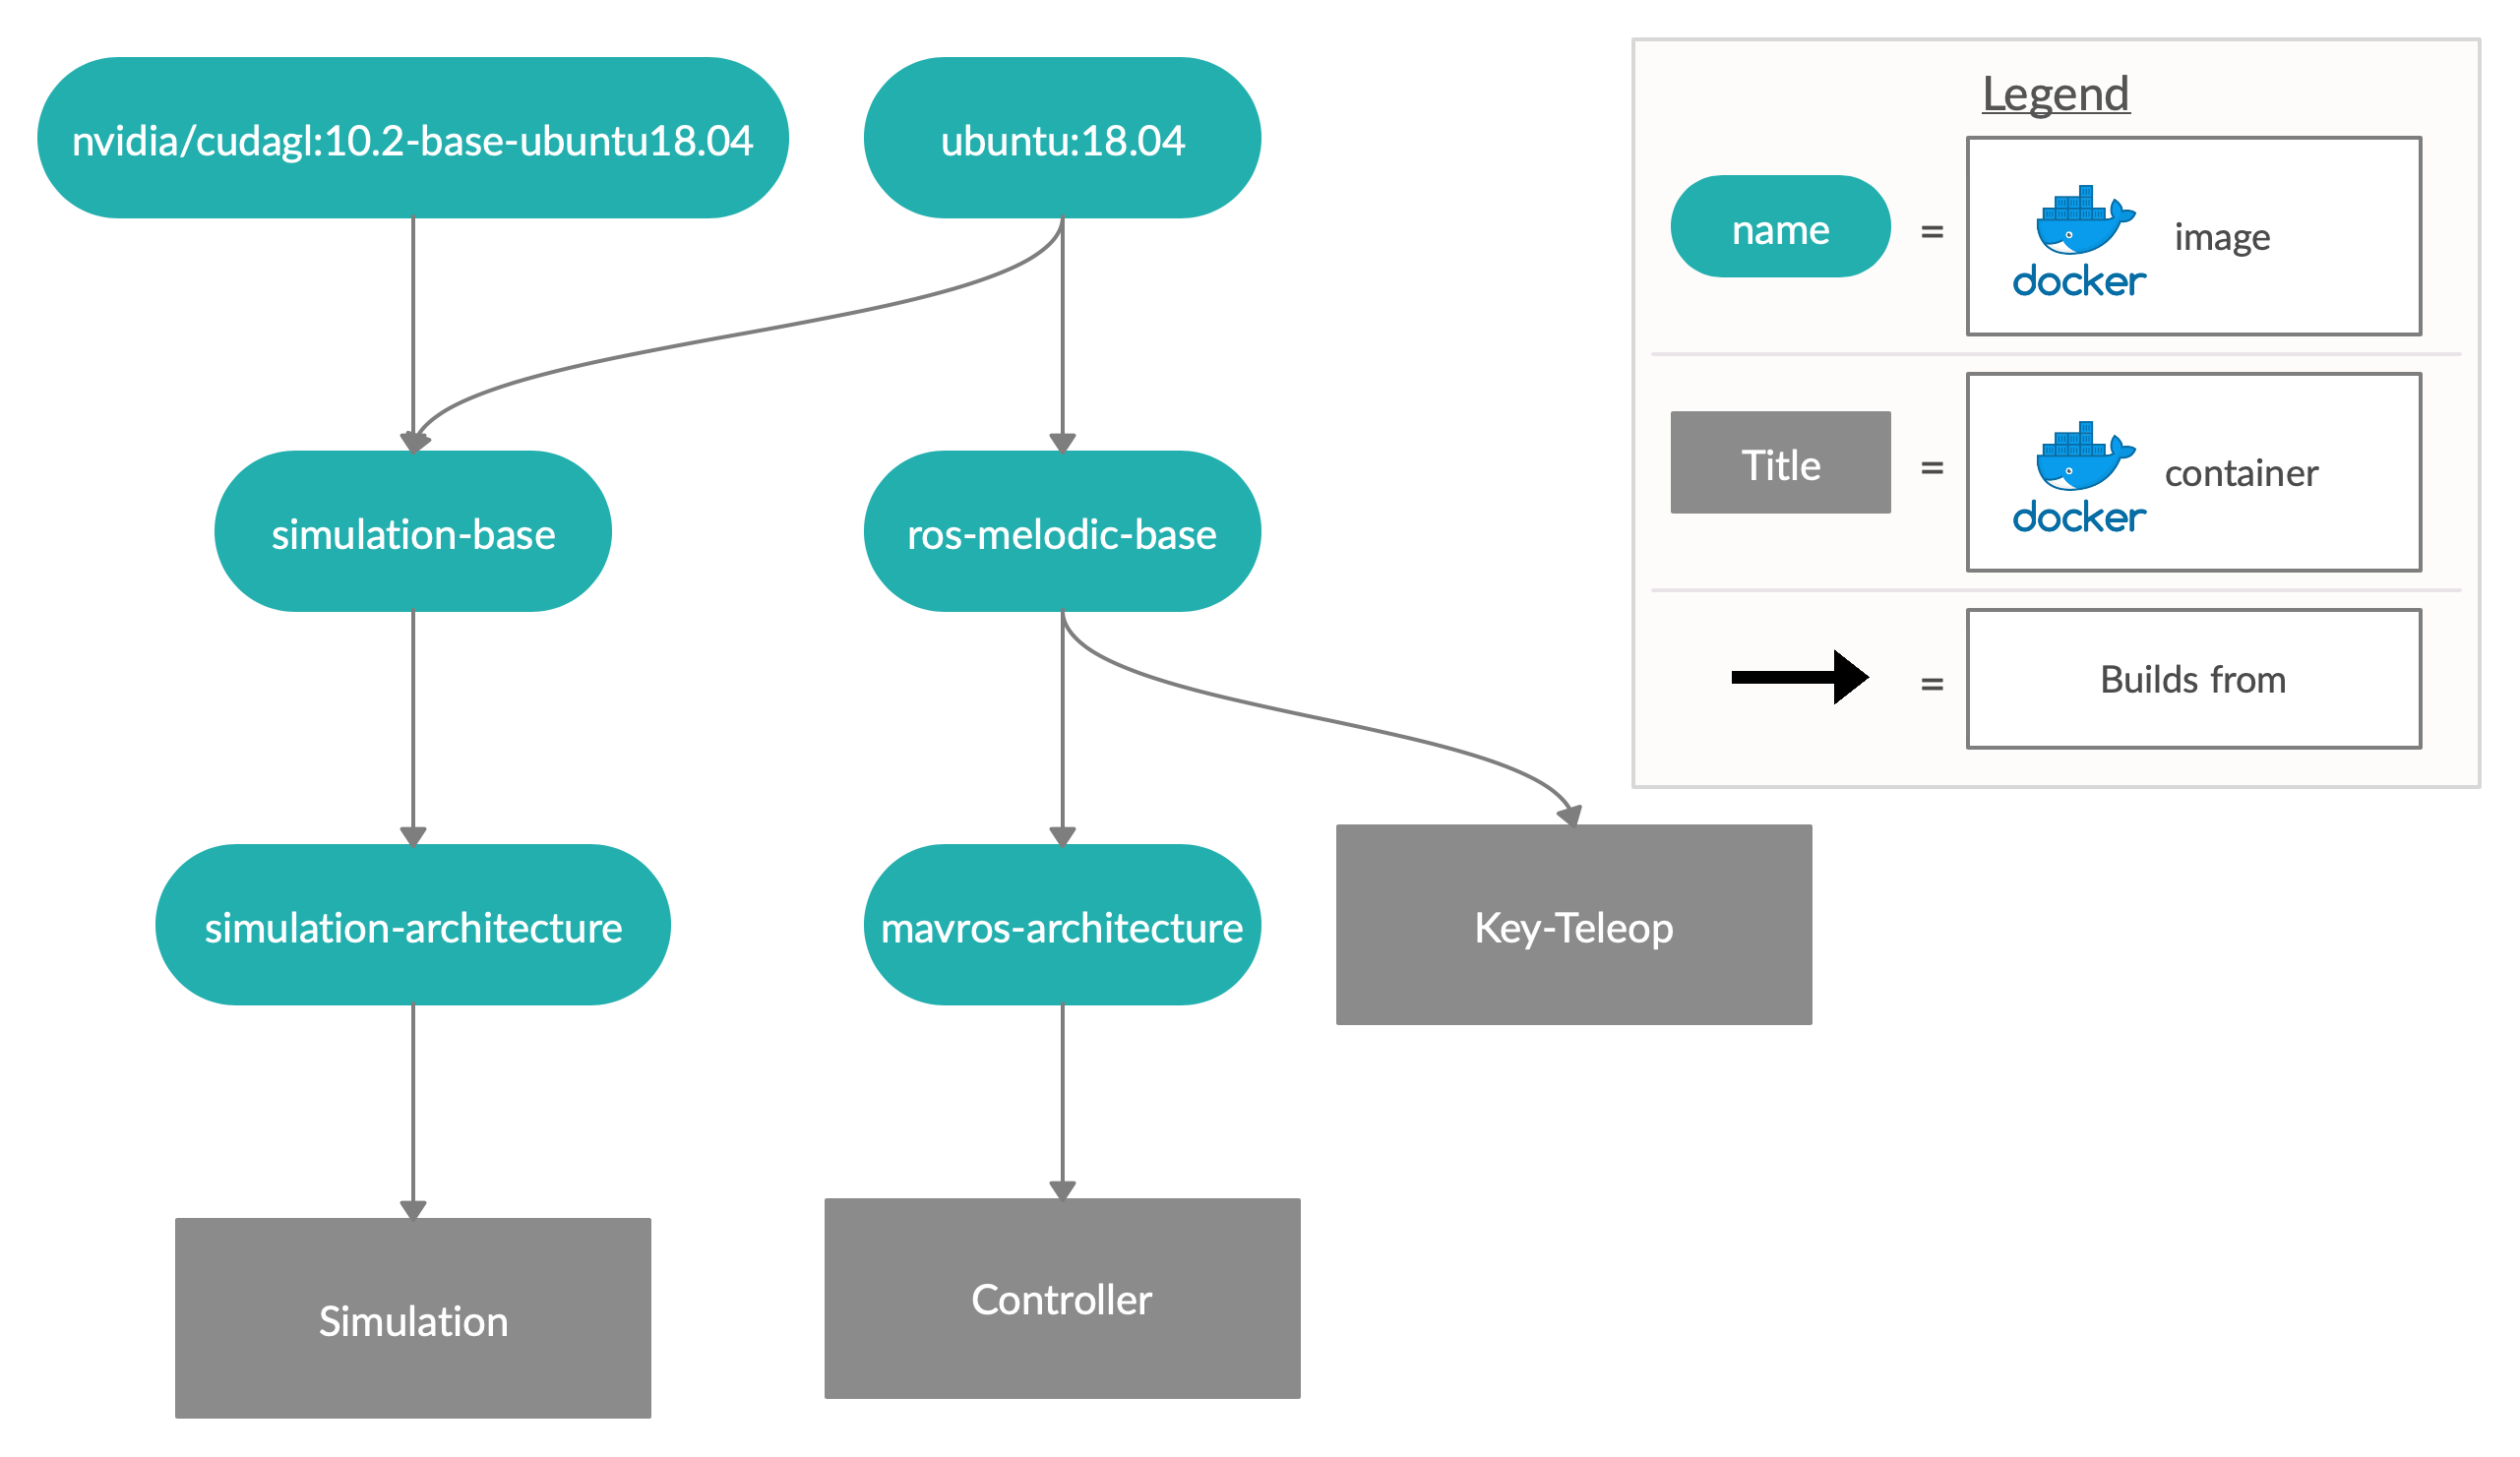 nvidia/cudagl:10.2-base-ubuntu18.04
ubuntu:18.04
simulation-base
ros-melodic-base
simulation-architecture
mavros-architecture
Key-Teleop
Simulation
Controller
Legend
name
=
docker
image
Title
=
docker
container
=
Builds from